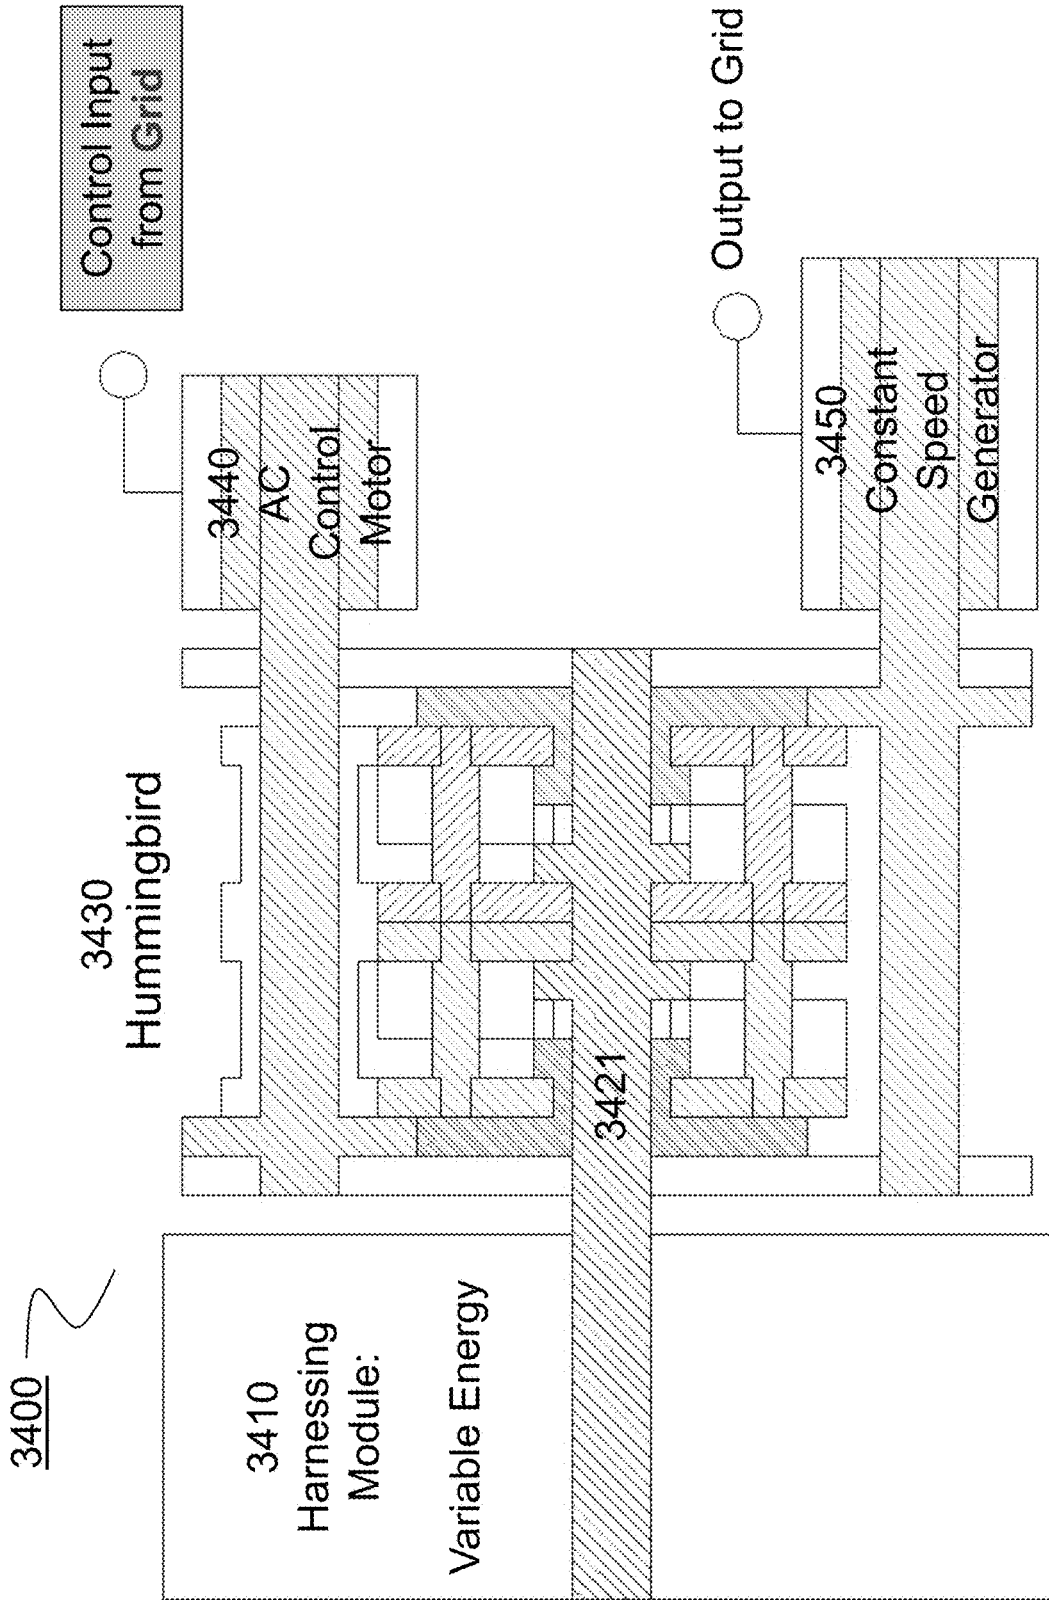 3400
3410
Harnessing
Module:
Variable Energy
3421
3430
Hummingbird
3440
AC
Control
Motor
Control Input
from Grid
3450
Constant
Speed
Generator
Output to Grid